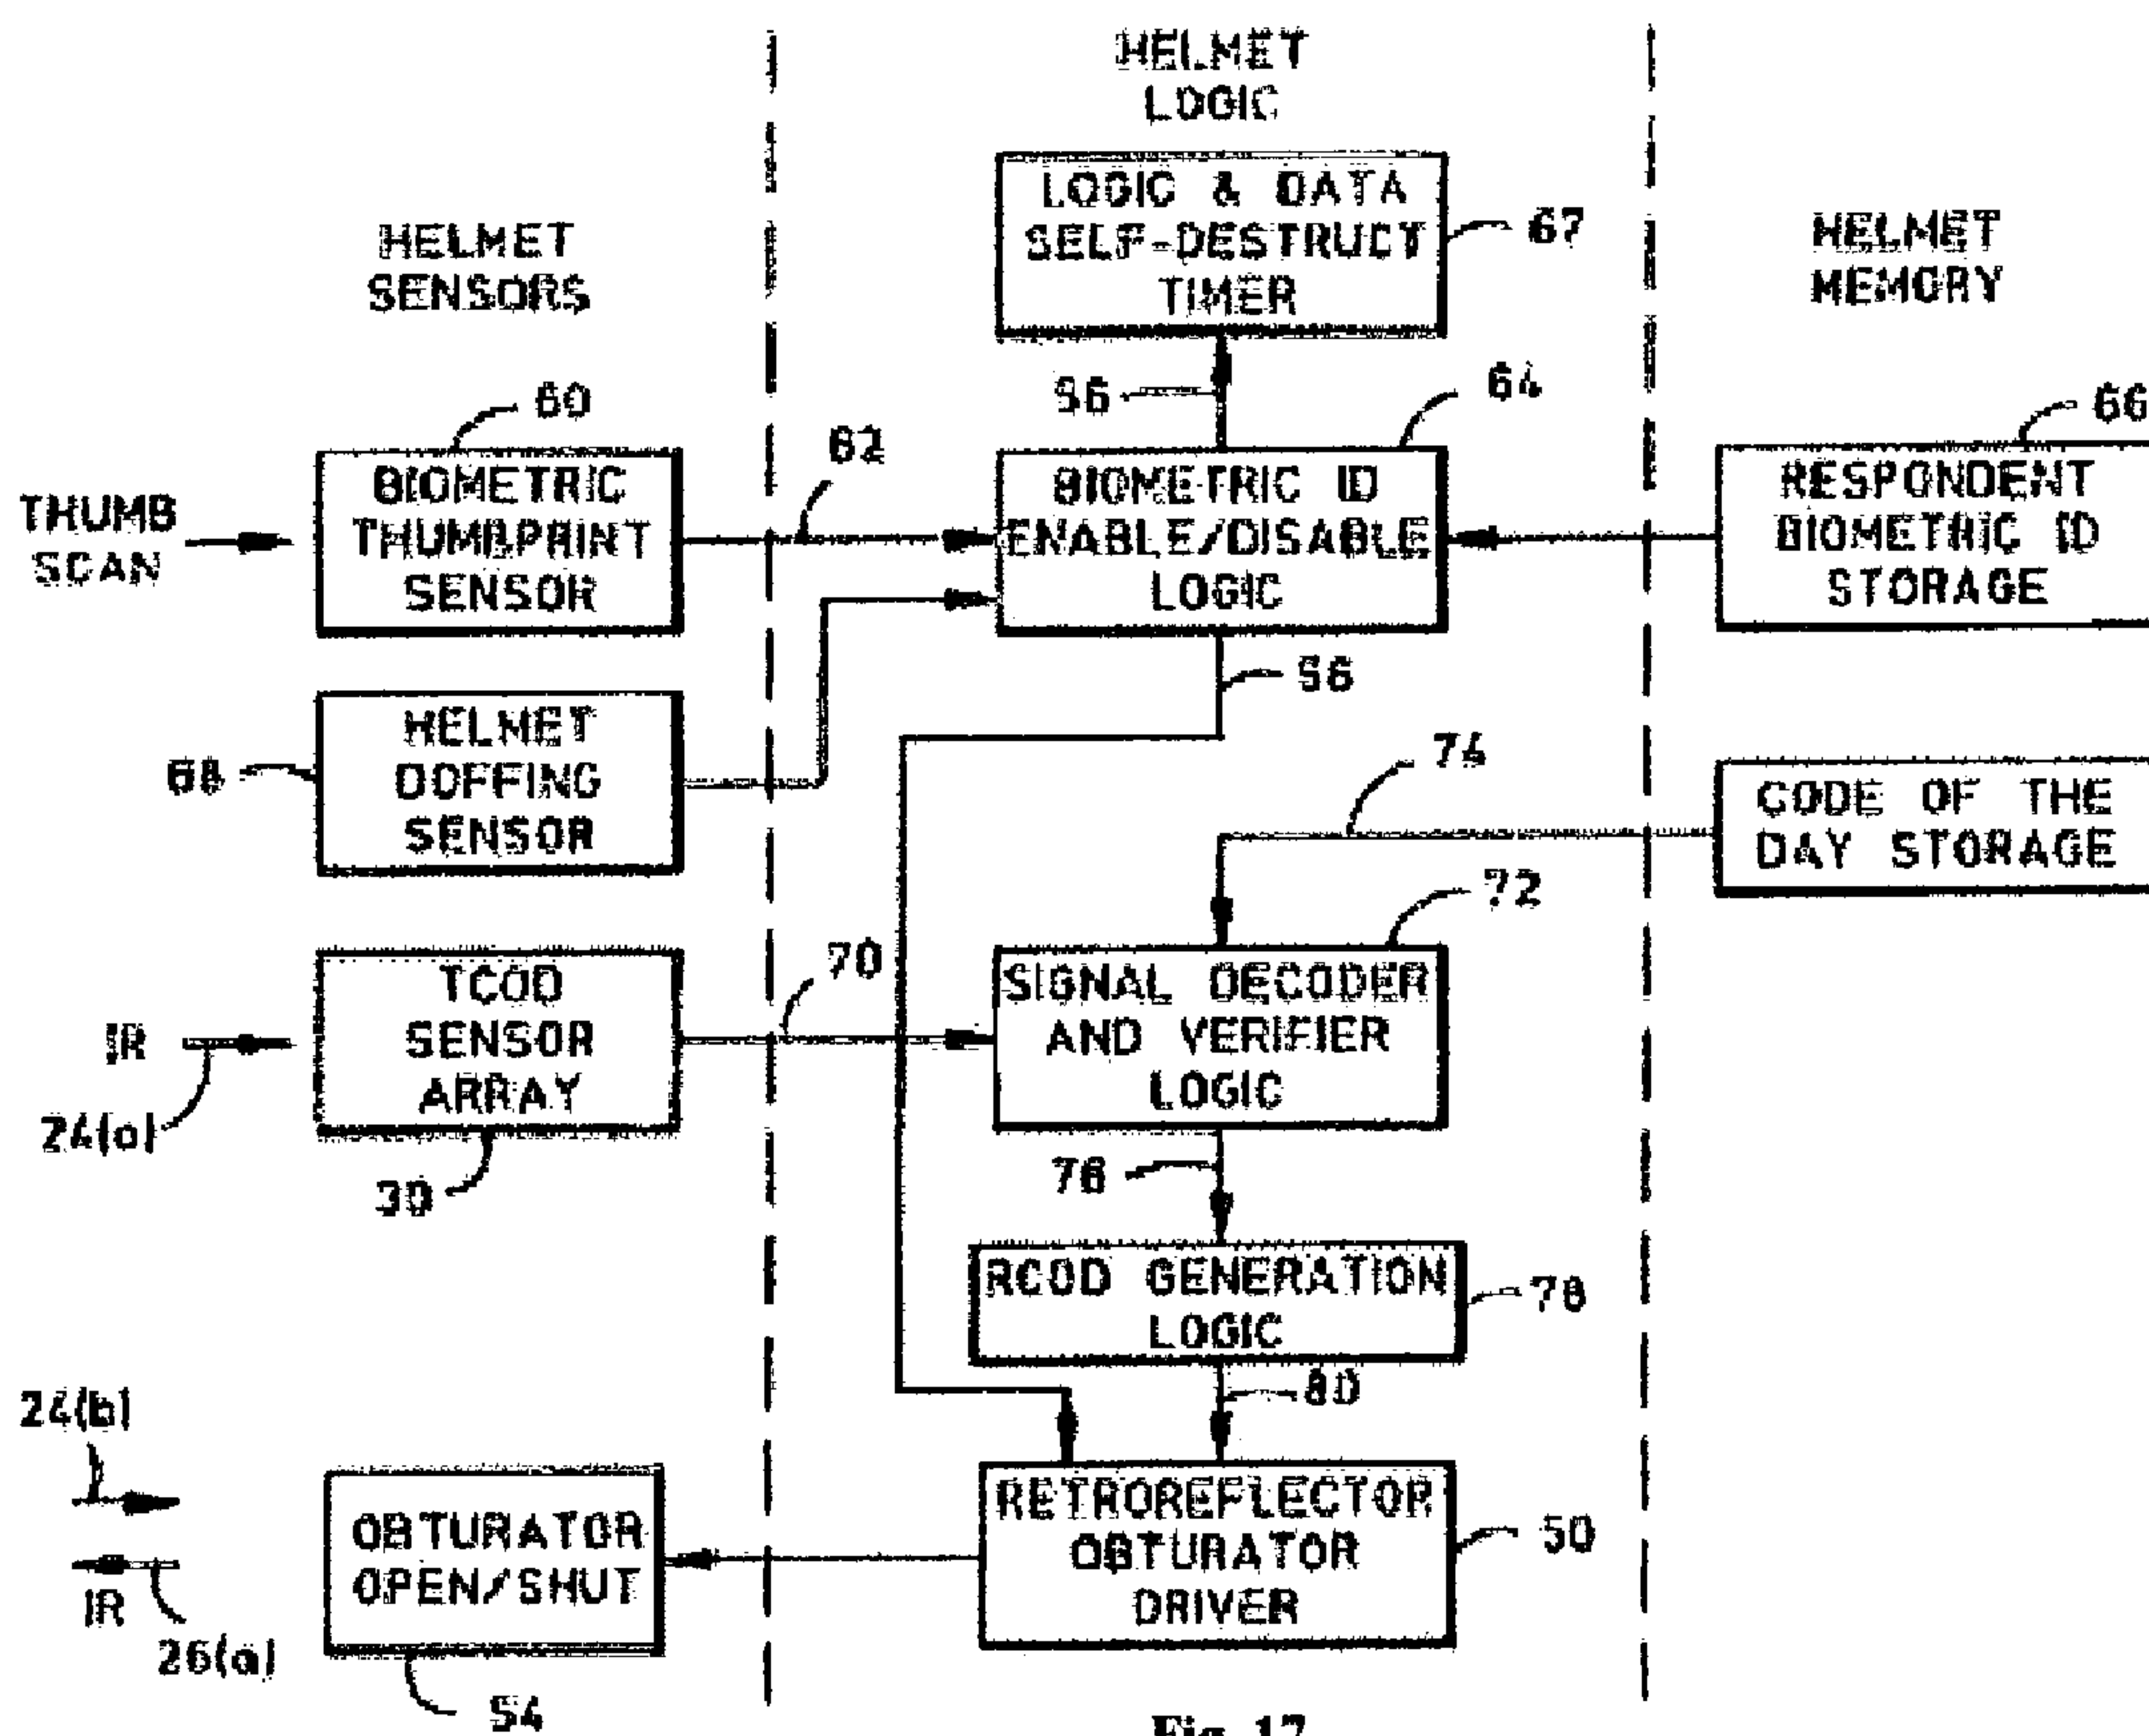 HELMET
LOGIC
LOGIC & DATA
SELF-DESTRUCT
TIMER
67
HELMET
SENSORS
HELMET
MEMORY
56
64
60
62
66
THUMB
SCAN
BIOMETRIC
THUMBPRINT
SENSOR
BIOMETRIC ID
ENABLE/DISABLE
LOGIC
RESPONDENT
BIOMETRIC ID
STORAGE
56
68
HELMET
DOFFING
SENSOR
74
CODE OF THE
DAY STORAGE
72
70
IR
24(a)
TCOD
SENSOR
ARRAY
30
SIGNAL DECODER
AND VERIFIER
LOGIC
76
RCOD GENERATION
LOGIC
78
80
24(b)
IR
26(a)
OBTURATOR
OPEN/SHUT
54
RETROREFLECTOR
OBTURATOR
DRIVER
50
Fig. 17